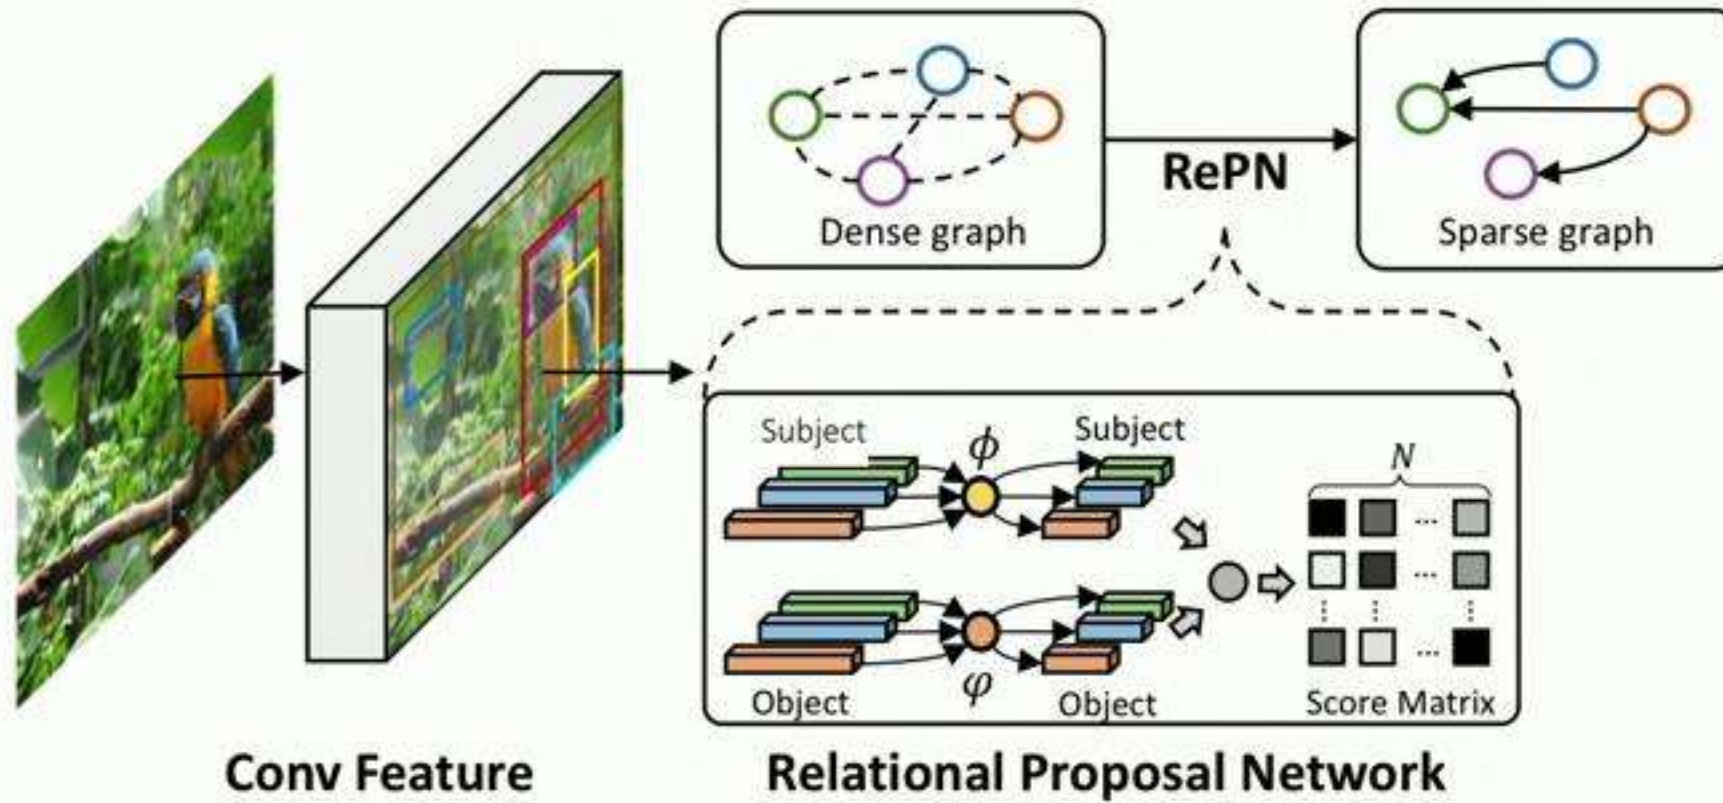 Dense graph
RePN
Sparse graph
Subject
ϕ
Subject
N
...
...
...
Object
φ
Object
Score Matrix
Conv Feature
Relational Proposal Network